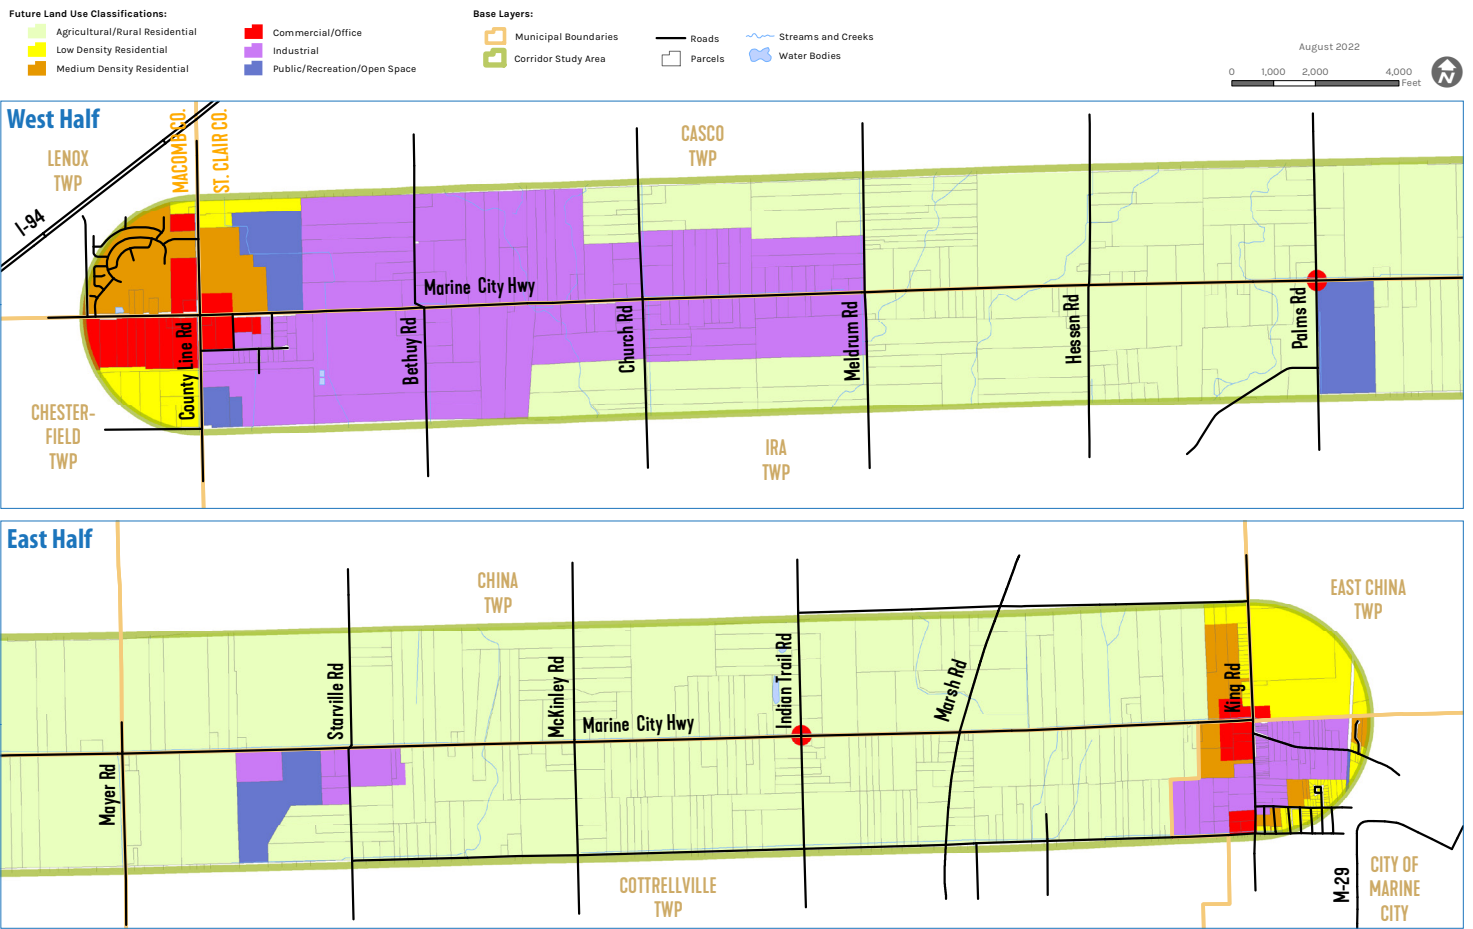 Future Land Use Classifications:
Agricultural/Rural Residential
Low Density Residential
Medium Density Residential
Commercial/Office
Industrial
Public/Recreation/Open Space
Base Layers:
Municipal Boundaries
Corridor Study Area
Roads
Parcels
Streams and Creeks
Water Bodies
August 2022
0 1,000 2,000 4,000
Feet
N
West Half
LENOX
TWP
I-94
MACOMB CO.
ST. CLAIR CO.
CASCO
TWP
Marine City Hwy
County Line Rd
Bethuy Rd
Church Rd
Meldrum Rd
Hessen Rd
Palms Rd
CHESTER-
FIELD
TWP
IRA
TWP
East Half
CHINA
TWP
EAST CHINA
TWP
Mayer Rd
Starville Rd
McKinley Rd
Marine City Hwy
Indian Trail Rd
Marsh Rd
King Rd
COTTRELLVILLE
TWP
M-29
CITY OF
MARINE
CITY